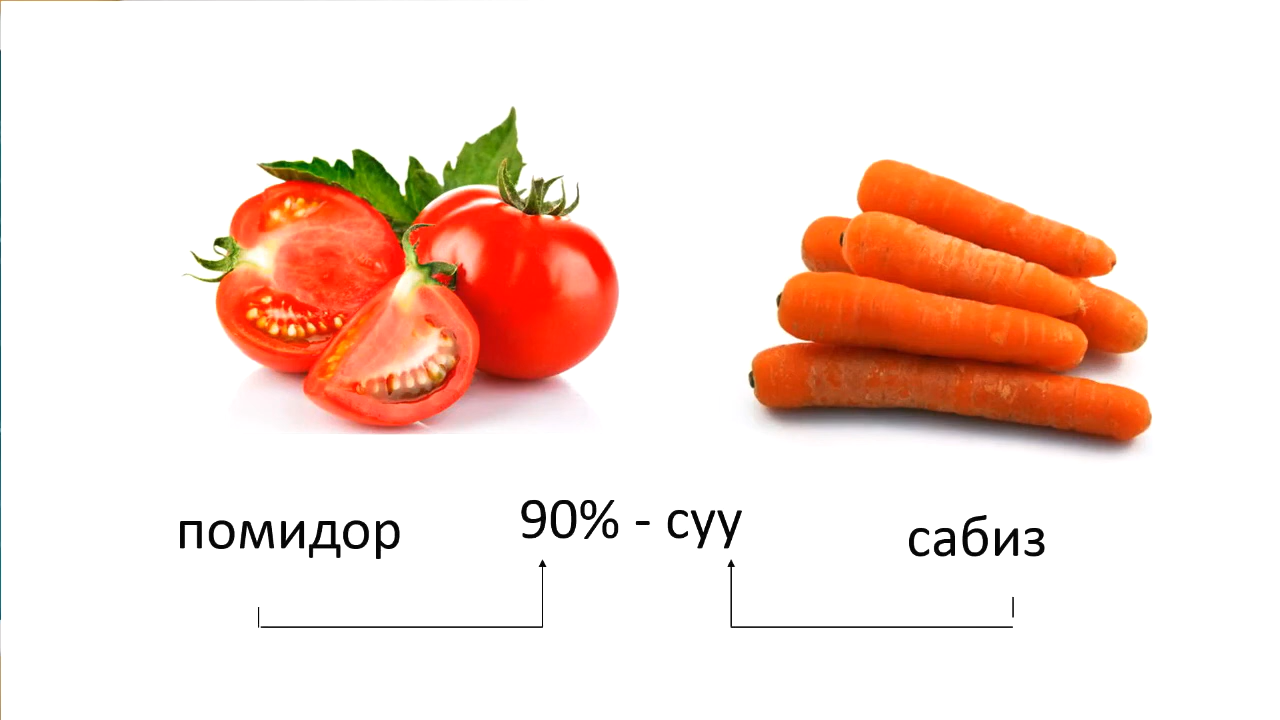 помидор
90% - суу
сабиз